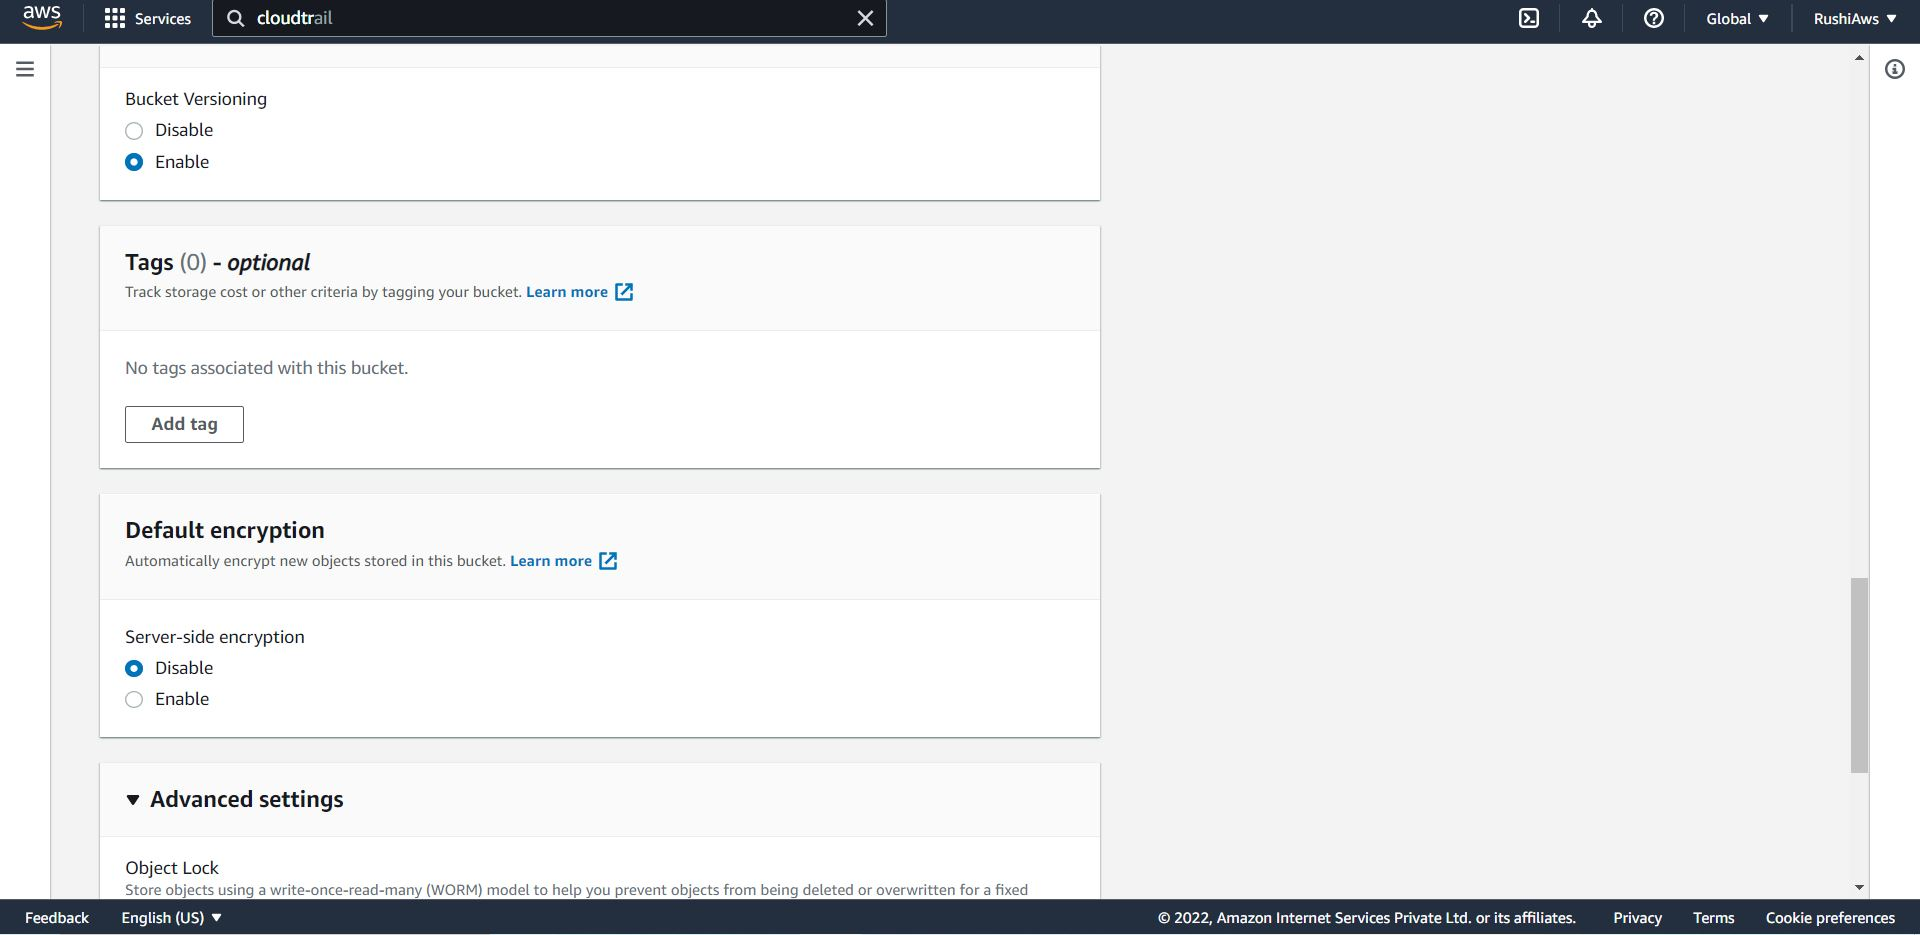 aws
Services
cloudtrail
Global
RushiAws
Bucket Versioning
Disable
Enable
Tags (0) - optional
Track storage cost or other criteria by tagging your bucket. Learn more
No tags associated with this bucket.
Add tag
Default encryption
Automatically encrypt new objects stored in this bucket. Learn more
Server-side encryption
Disable
Enable
Advanced settings
Object Lock
Store objects using a write-once-read-many (WORM) model to help you prevent objects from being deleted or overwritten for a fixed
Feedback
English (US)
© 2022, Amazon Internet Services Private Ltd. or its affiliates.
Privacy
Terms
Cookie preferences